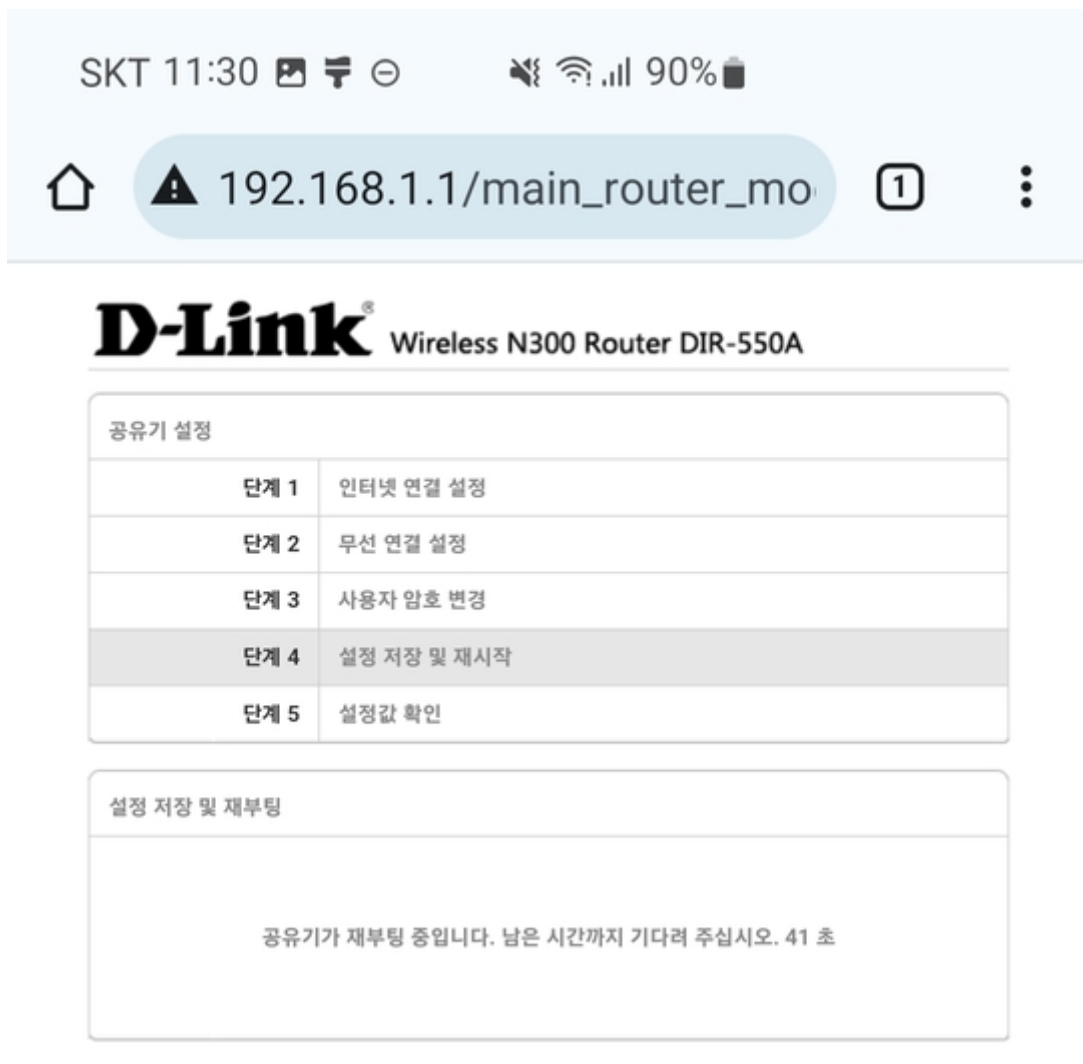 SKT 11:30 90%
192.168.1.1/main_router_mo
1
D-Link® Wireless N300 Router DIR-550A
공유기 설정
단계 1 인터넷 연결 설정
단계 2 무선 연결 설정
단계 3 사용자 암호 변경
단계 4 설정 저장 및 재시작
단계 5 설정값 확인
설정 저장 및 재부팅
공유기가 재부팅 중입니다. 남은 시간까지 기다려 주십시오. 41 초